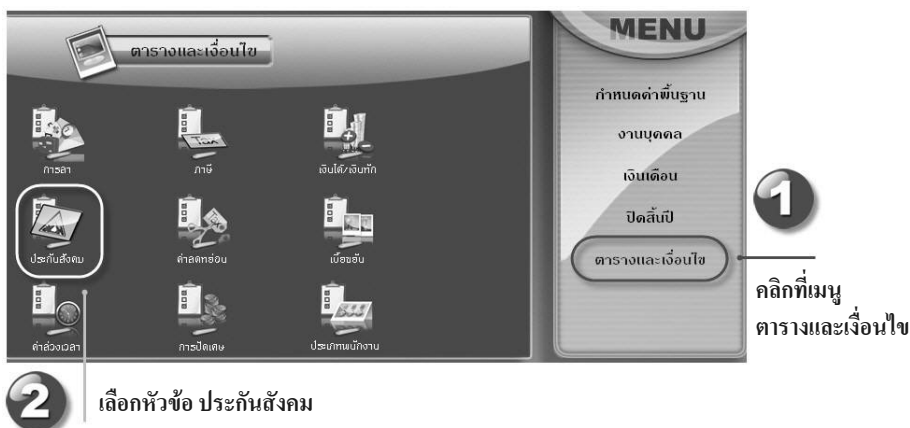 MENU
ตารางและเงื่อนไข
กำหนดค่าพื้นฐาน
งานบุคคล
การลา
ภาษี
เงินได้/เงินหัก
เงินเดือน
1
ปิดสิ้นปี
ประกันสังคม
ค่าลดหย่อน
เบี้ยขยัน
ตารางและเงื่อนไข
คลิกที่เมนู
ตารางและเงื่อนไข
ค่าล่วงเวลา
การปัดเศษ
ประเภทพนักงาน
2
เลือกหัวข้อ ประกันสังคม